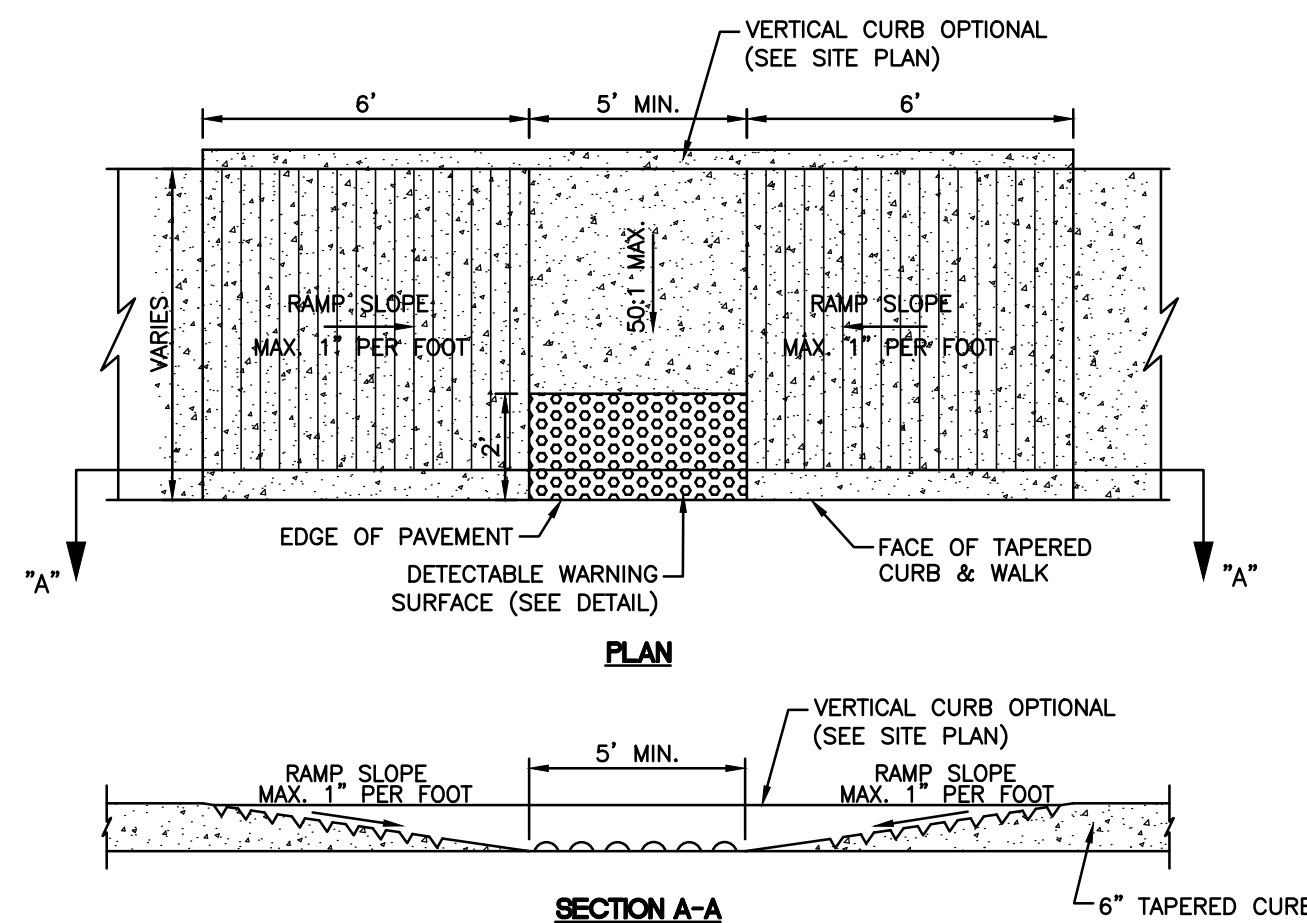 VERTICAL CURB OPTIONAL
(SEE SITE PLAN)
6'
5' MIN.
6'
VARIES
RAMP SLOPE
MAX. 1" PER FOOT
50:1 MAX.
RAMP SLOPE
MAX. 1" PER FOOT
2'
EDGE OF PAVEMENT
DETECTABLE WARNING
SURFACE (SEE DETAIL)
FACE OF TAPERED
CURB & WALK
"A"
"A"
PLAN
VERTICAL CURB OPTIONAL
(SEE SITE PLAN)
5' MIN.
RAMP SLOPE
MAX. 1" PER FOOT
RAMP SLOPE
MAX. 1" PER FOOT
6" TAPERED CURB
SECTION A-A